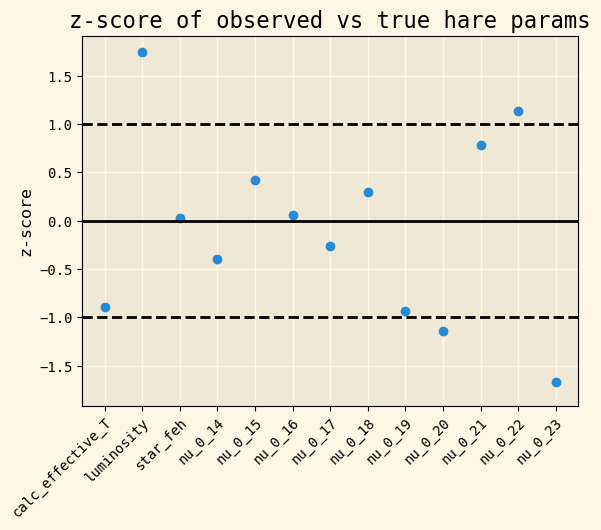 z-score of observed vs true hare params
z-score
1.5
1.0
0.5
0.0
−0.5
−1.0
−1.5
calc_effective_T
luminosity
star_feh
nu_0_14
nu_0_15
nu_0_16
nu_0_17
nu_0_18
nu_0_19
nu_0_20
nu_0_21
nu_0_22
nu_0_23